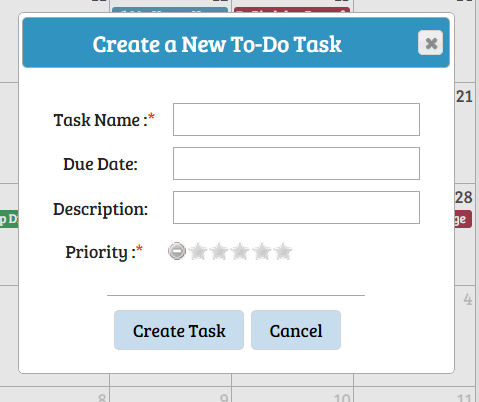 Create a New To-Do Task
21
Task Name :*
Due Date:
Description:
28
Priority :*
4
Create Task
Cancel
8
9
10
11